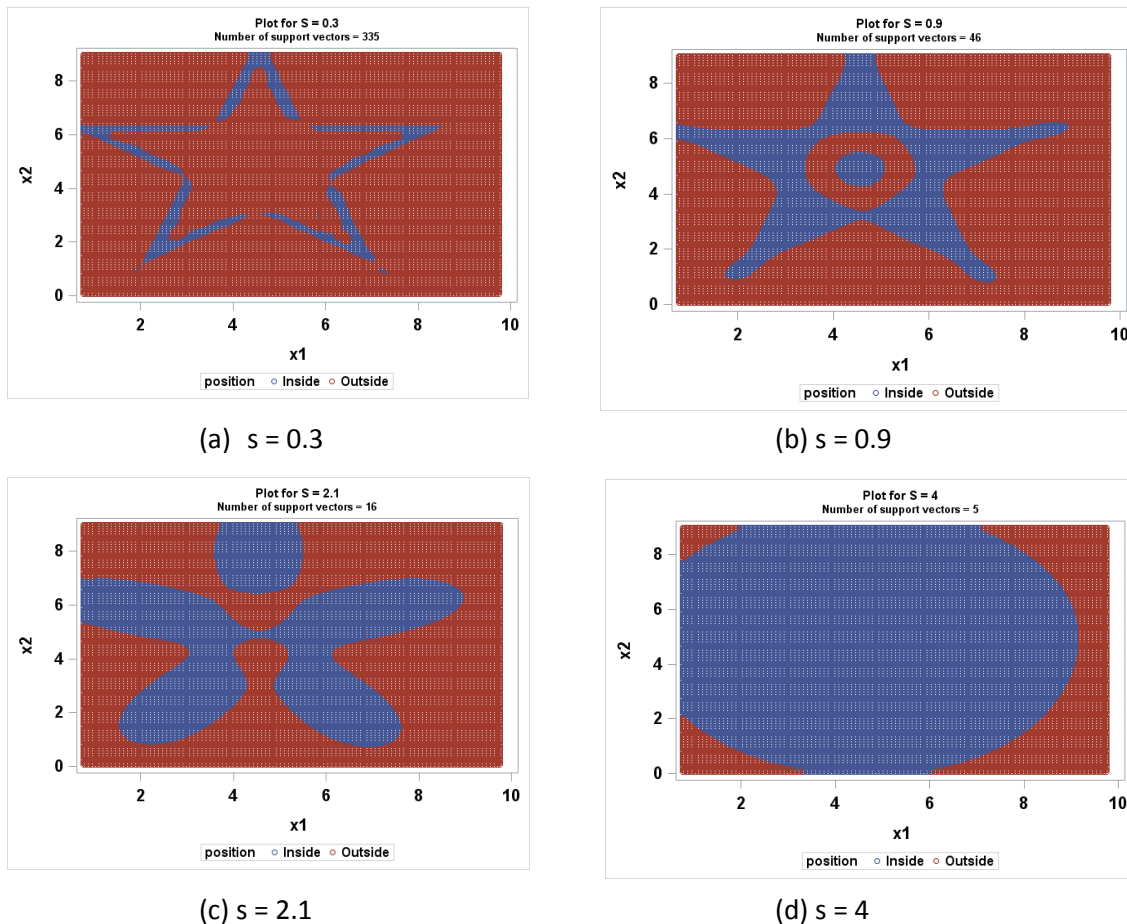 Plot for S = 0.3
Number of support vectors = 335
8
6
4
2
0
x2
2 4 6 8 10
x1
position Inside Outside
(a) s = 0.3
Plot for S = 0.9
Number of support vectors = 46
8
6
4
2
0
x2
2 4 6 8 10
x1
position Inside Outside
(b) s = 0.9
Plot for S = 2.1
Number of support vectors = 16
8
6
4
2
0
x2
2 4 6 8 10
x1
position Inside Outside
(c) s = 2.1
Plot for S = 4
Number of support vectors = 5
8
6
4
2
0
x2
2 4 6 8 10
x1
position Inside Outside
(d) s = 4